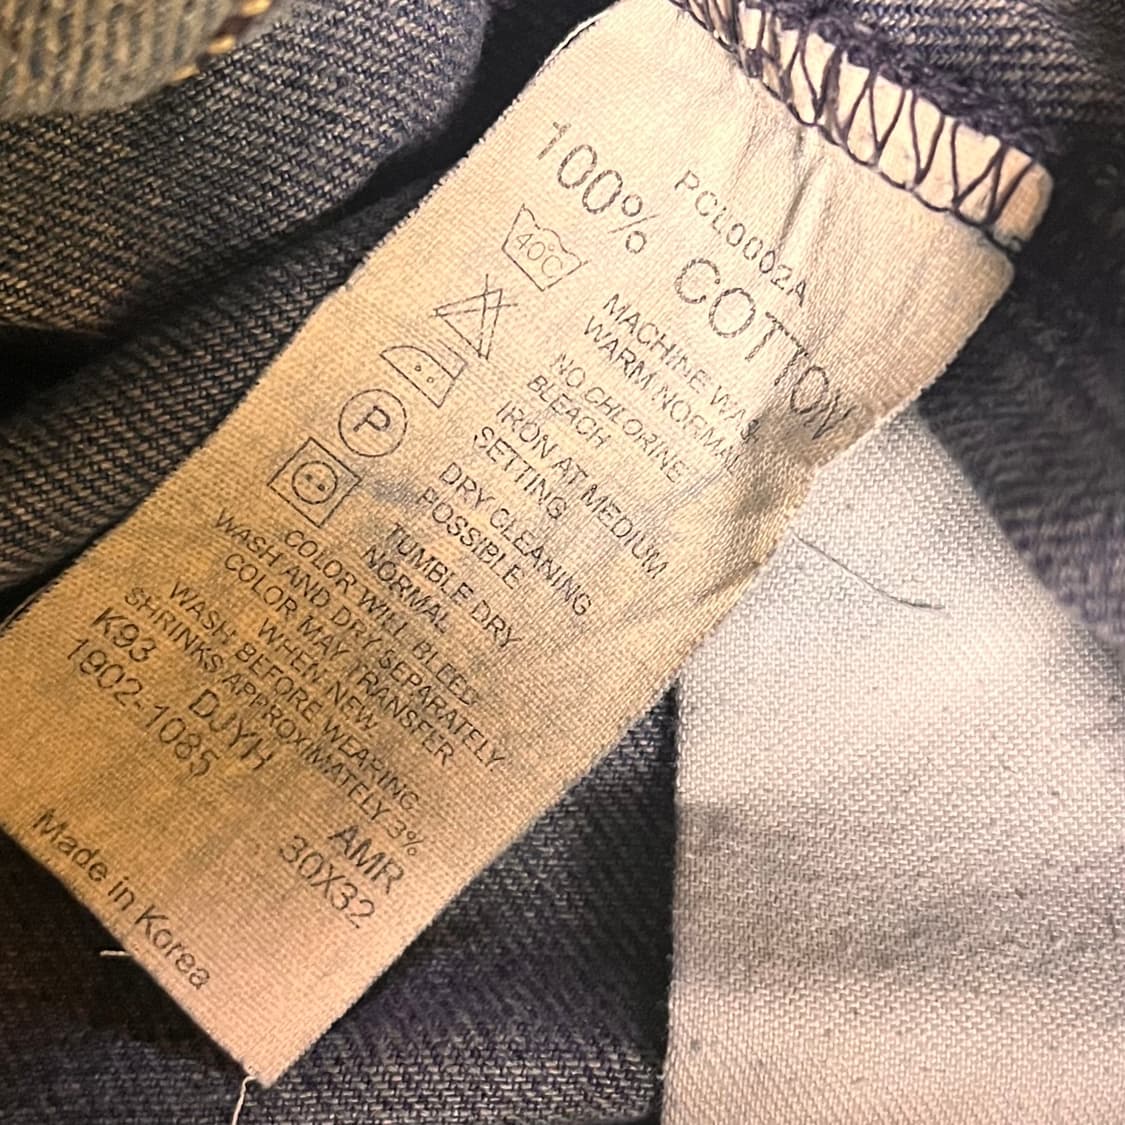 PCL0002A
100% COTTON
40°C
MACHINE WAS
WARM NORMAL
NO CHLORINE
BLEACH
IRON AT MEDIUM
SETTING
P
DRY CLEANING
POSSIBLE
TUMBLE DRY
NORMAL
COLOR WILL BLEED
WASH AND DRY SEPARATELY
COLOR MAY TRANSFER
WHEN NEW
WASH BEFORE WEARING
SHRINKS APPROXIMATELY 3%
K93 DJYH AMR
1902-1085 30X32
Made in Korea